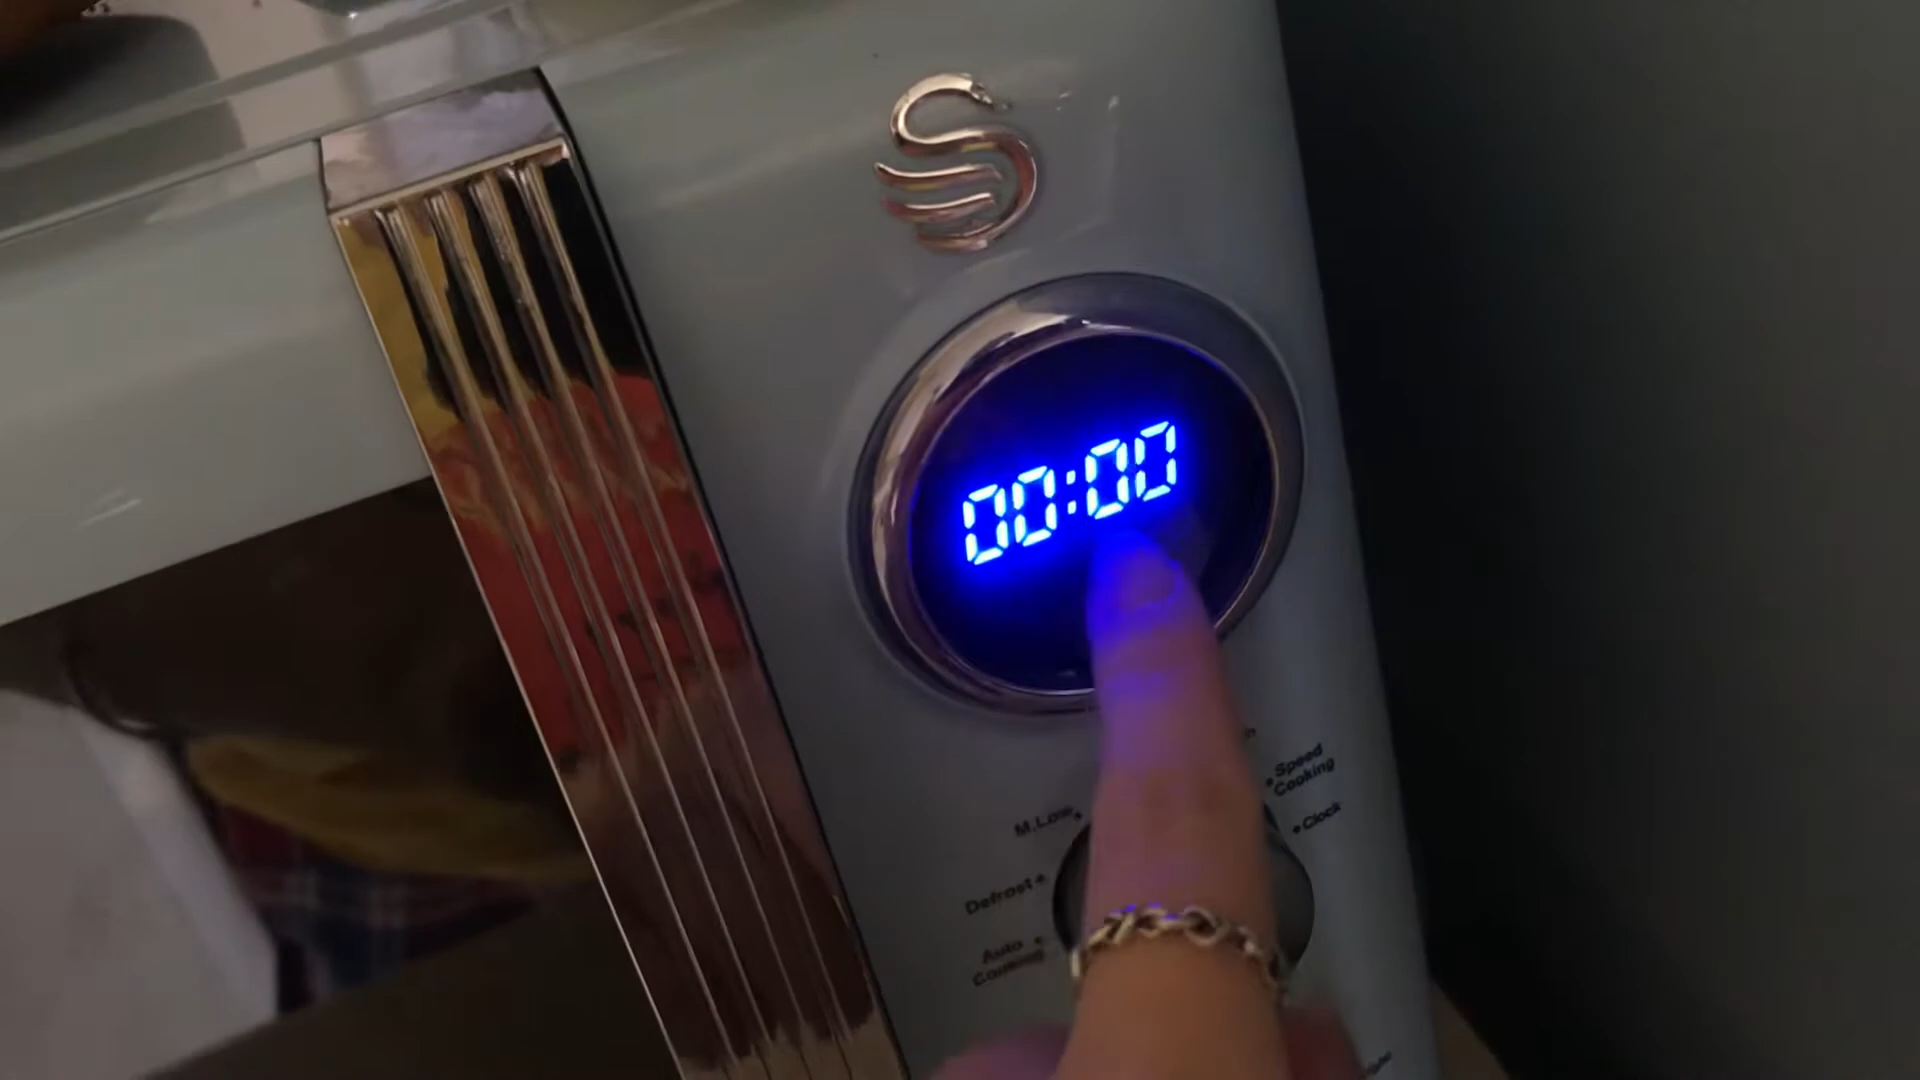 00:00
Speed
Cooking
M.Low
Clock
Defrost
Auto
Cooking